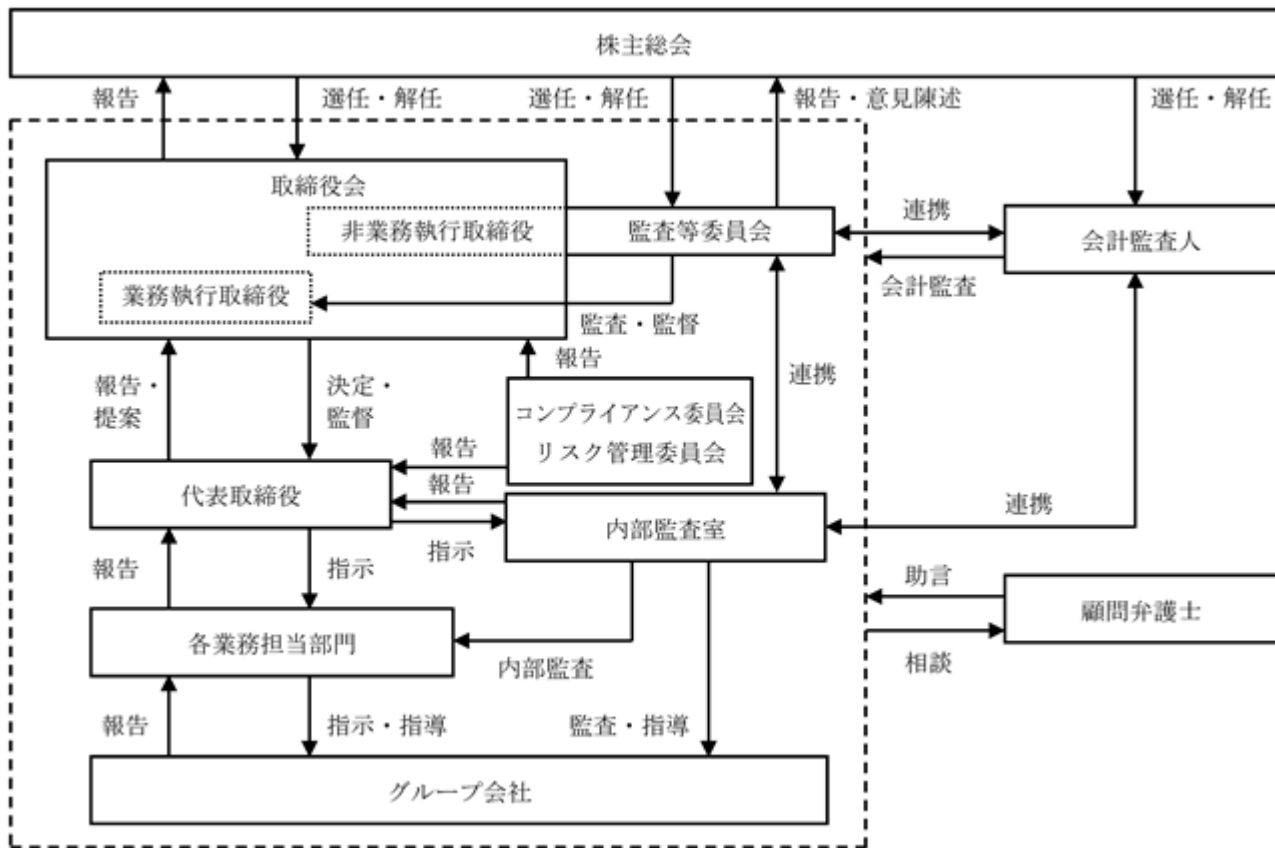 株主総会
報告
選任・解任
選任・解任
報告・意見陳述
選任・解任
取締役会
非業務執行取締役
監査等委員会
連携
会計監査人
会計監査
業務執行取締役
監査・監督
報告
報告・
提案
決定・
監督
連携
コンプライアンス委員会
リスク管理委員会
報告
報告
代表取締役
指示
内部監査室
連携
報告
指示
助言
顧問弁護士
相談
各業務担当部門
内部監査
報告
指示・指導
監査・指導
グループ会社